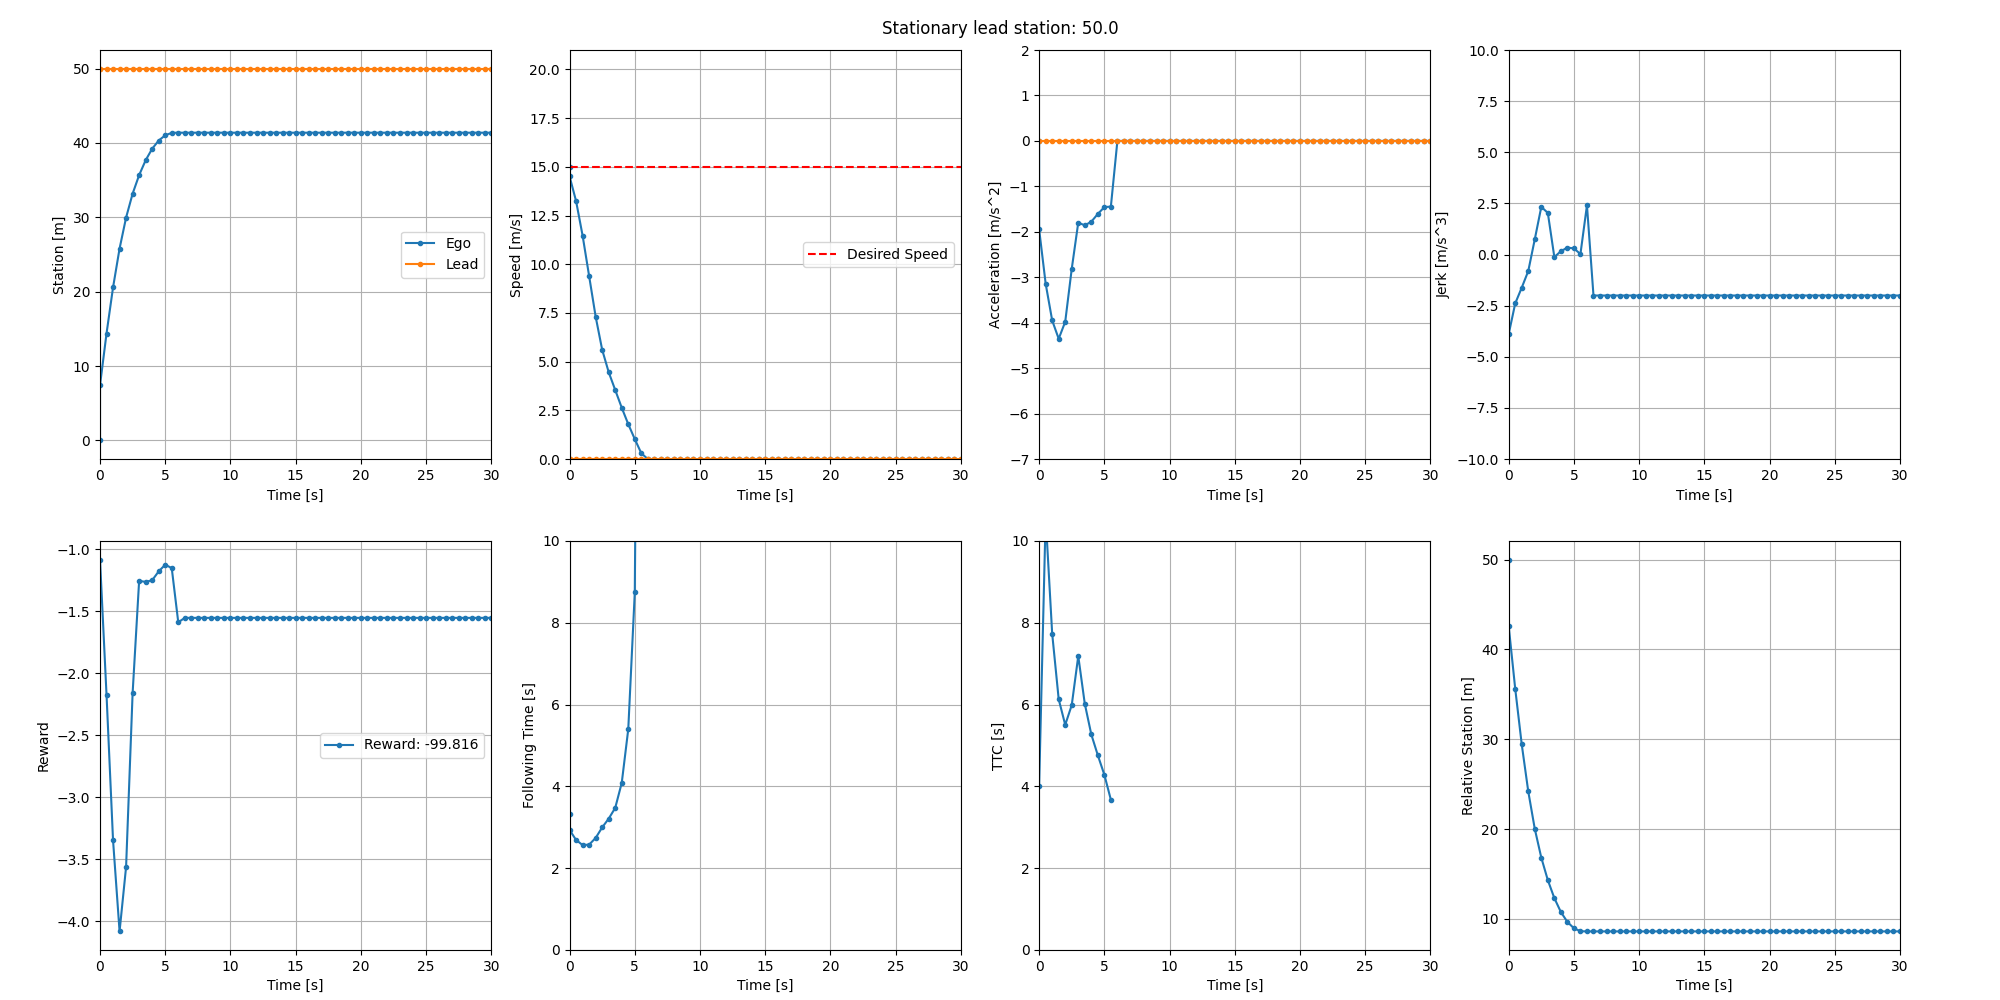 Stationary lead station: 50.0
Station [m]
50
40
30
20
10
0
Ego
Lead
0 5 10 15 20 25 30
Time [s]
Speed [m/s]
20.0
17.5
15.0
12.5
10.0
7.5
5.0
2.5
0.0
Desired Speed
0 5 10 15 20 25 30
Time [s]
Acceleration [m/s^2]
2
1
0
−1
−2
−3
−4
−5
−6
−7
0 5 10 15 20 25 30
Time [s]
Jerk [m/s^3]
10.0
7.5
5.0
2.5
0.0
−2.5
−5.0
−7.5
−10.0
0 5 10 15 20 25 30
Time [s]
Reward
−1.0
−1.5
−2.0
−2.5
−3.0
−3.5
−4.0
Reward: -99.816
0 5 10 15 20 25 30
Time [s]
Following Time [s]
10
8
6
4
2
0
0 5 10 15 20 25 30
Time [s]
TTC [s]
10
8
6
4
2
0
0 5 10 15 20 25 30
Time [s]
Relative Station [m]
50
40
30
20
10
0 5 10 15 20 25 30
Time [s]